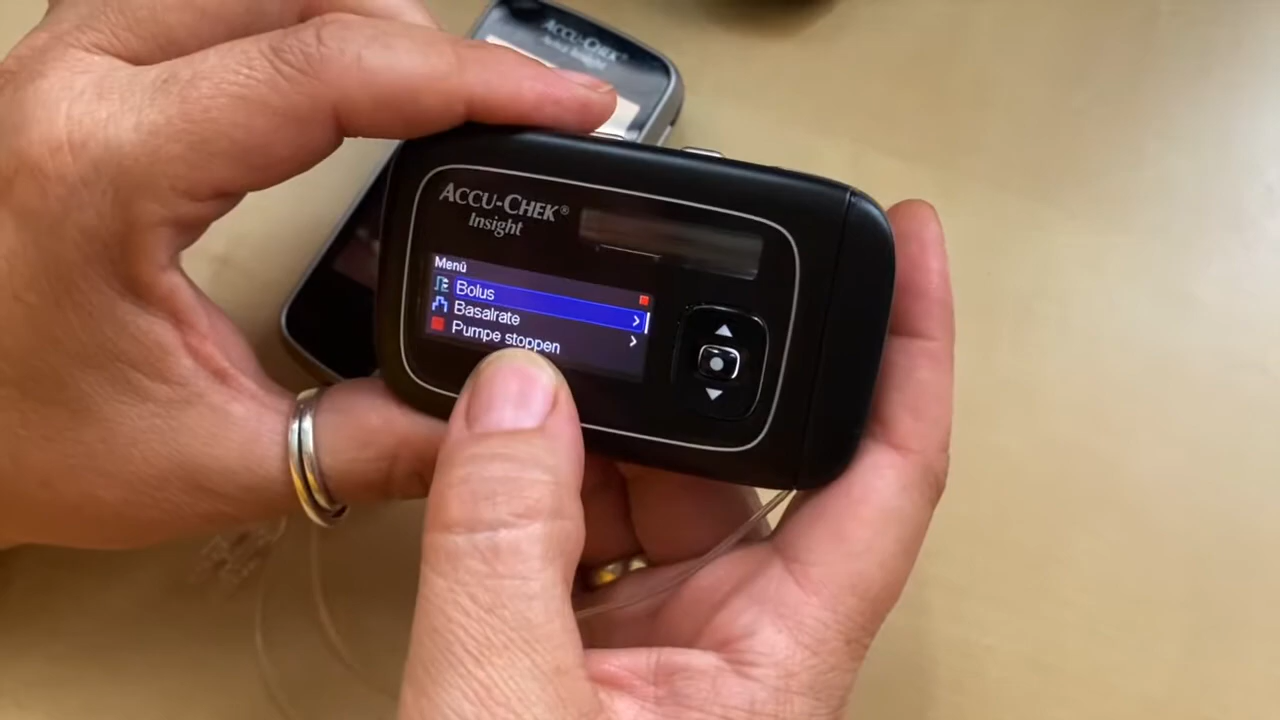 ACCU-CHEK®
ACCU-CHEK®
Insight
Menü
Bolus
Basalrate
Pumpe stoppen